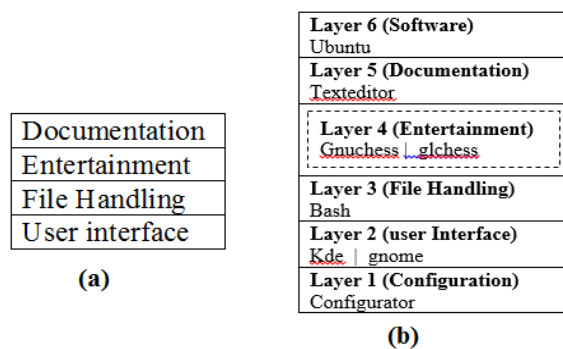 Documentation
Entertainment
File Handling
User interface
(a)
Layer 6 (Software)
Ubuntu
Layer 5 (Documentation)
Texteditor
Layer 4 (Entertainment)
Gnuchess | glchess
Layer 3 (File Handling)
Bash
Layer 2 (user Interface)
Kde | gnome
Layer 1 (Configuration)
Configurator
(b)